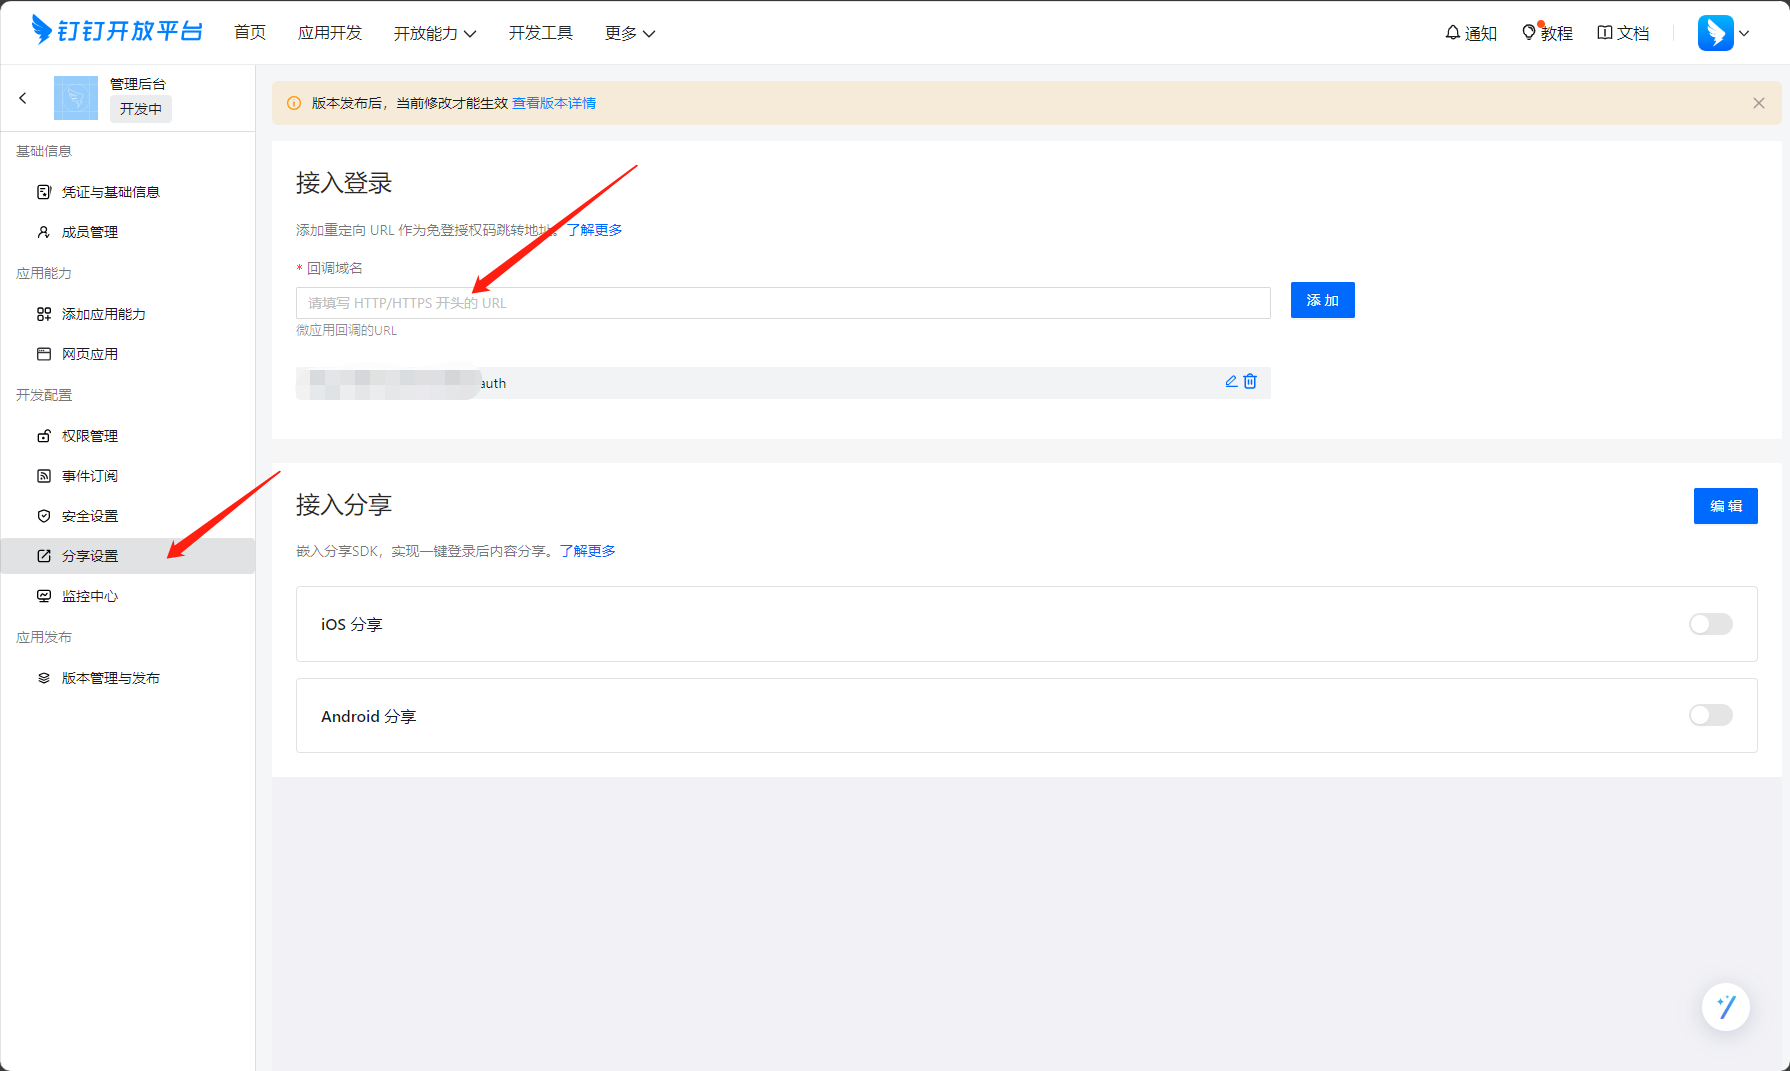 钉钉开放平台 首页 应用开发 开放能力 开发工具 更多 通知 教程 文档
管理后台
开发中
基础信息
凭证与基础信息
成员管理
应用能力
添加应用能力
网页应用
开发配置
权限管理
事件订阅
安全设置
分享设置
监控中心
应用发布
版本管理与发布
版本发布后，当前修改才能生效 查看版本详情
接入登录
添加重定向 URL 作为免登授权码跳转地址。了解更多
* 回调域名
请填写 HTTP/HTTPS 开头的 URL
添加
微应用回调的URL
auth
接入分享
编辑
嵌入分享SDK，实现一键登录后内容分享。了解更多
iOS 分享
Android 分享